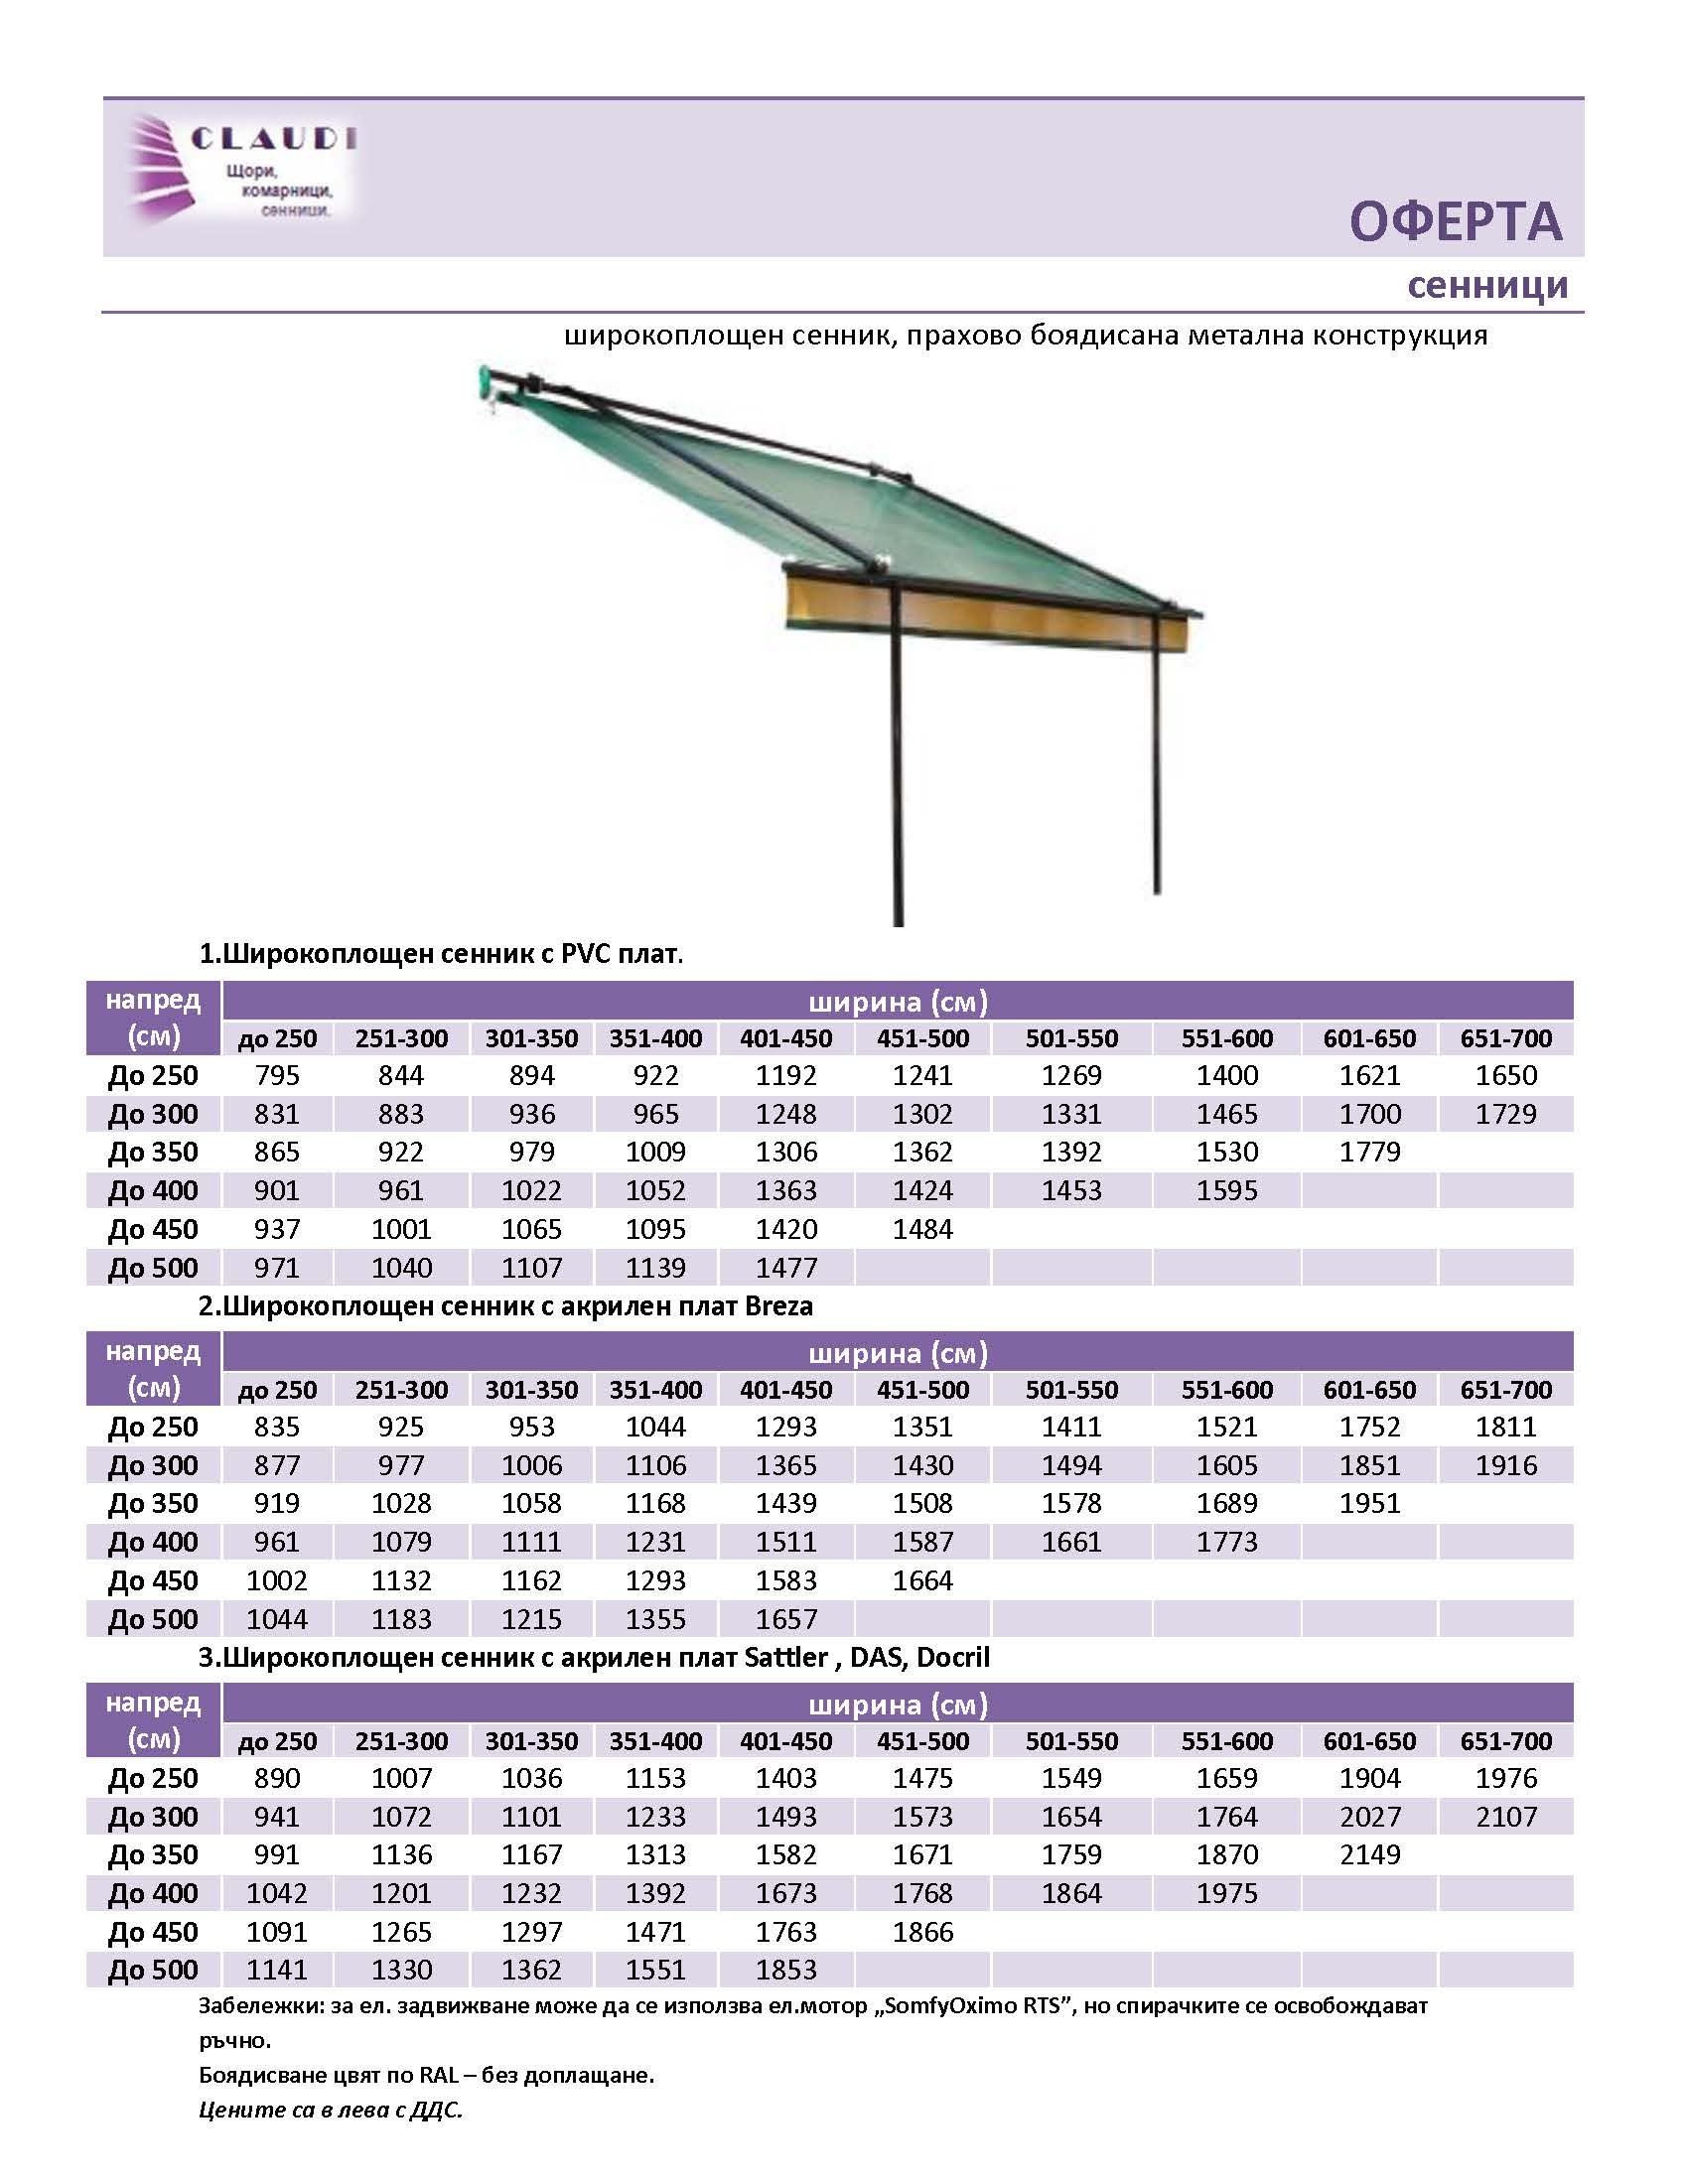 CLAUDI
Щори,
комарници,
сенници.
ОФЕРТА
сенници
широкоплощен сенник, прахово боядисана метална конструкция
1.Широкоплощен сенник с PVC плат.
напред (см) ширина (см)
до 250 251-300 301-350 351-400 401-450 451-500 501-550 551-600 601-650 651-700
До 250 795 844 894 922 1192 1241 1269 1400 1621 1650
До 300 831 883 936 965 1248 1302 1331 1465 1700 1729
До 350 865 922 979 1009 1306 1362 1392 1530 1779
До 400 901 961 1022 1052 1363 1424 1453 1595
До 450 937 1001 1065 1095 1420 1484
До 500 971 1040 1107 1139 1477
2.Широкоплощен сенник с акрилен плат Breza
напред (см) ширина (см)
до 250 251-300 301-350 351-400 401-450 451-500 501-550 551-600 601-650 651-700
До 250 835 925 953 1044 1293 1351 1411 1521 1752 1811
До 300 877 977 1006 1106 1365 1430 1494 1605 1851 1916
До 350 919 1028 1058 1168 1439 1508 1578 1689 1951
До 400 961 1079 1111 1231 1511 1587 1661 1773
До 450 1002 1132 1162 1293 1583 1664
До 500 1044 1183 1215 1355 1657
3.Широкоплощен сенник с акрилен плат Sattler , DAS, Docril
напред (см) ширина (см)
до 250 251-300 301-350 351-400 401-450 451-500 501-550 551-600 601-650 651-700
До 250 890 1007 1036 1153 1403 1475 1549 1659 1904 1976
До 300 941 1072 1101 1233 1493 1573 1654 1764 2027 2107
До 350 991 1136 1167 1313 1582 1671 1759 1870 2149
До 400 1042 1201 1232 1392 1673 1768 1864 1975
До 450 1091 1265 1297 1471 1763 1866
До 500 1141 1330 1362 1551 1853
Забележки: за ел. задвижване може да се използва ел.мотор „SomfyOximo RTS”, но спирачките се освобождават
ръчно.
Боядисване цвят по RAL – без доплащане.
Цените са в лева с ДДС.